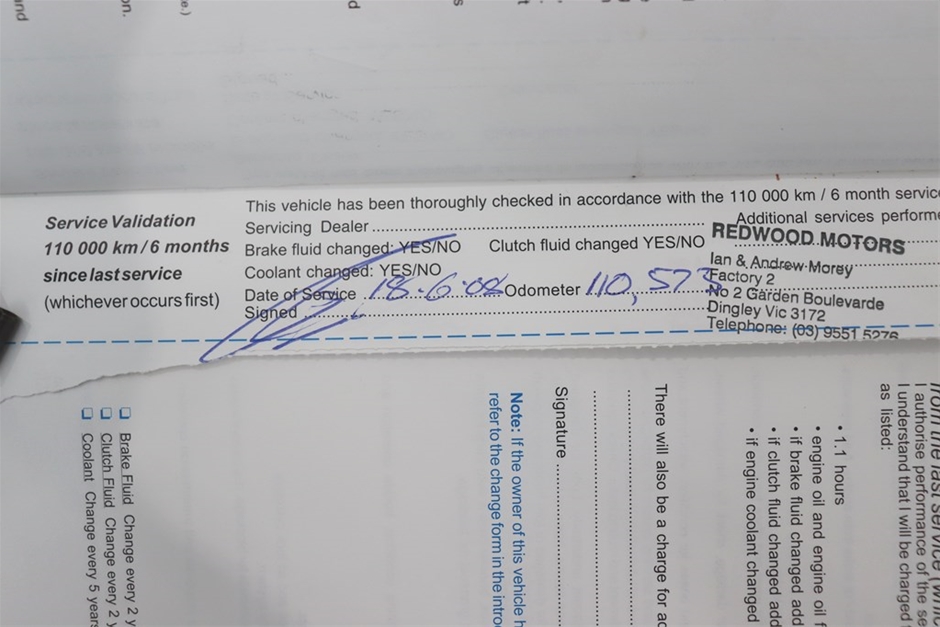 Service Validation
110 000 km / 6 months
since last service
(whichever occurs first)
This vehicle has been thoroughly checked in accordance with the 110 000 km / 6 month service
Servicing Dealer
Additional services performe
Brake fluid changed: YES/NO Clutch fluid changed YES/NO
Coolant changed: YES/NO
Date of Service 18.6.08 Odometer 110,573
Signed
REDWOOD MOTORS
Ian & Andrew Morey
Factory 2
No 2 Garden Boulevarde
Dingley Vic 3172
Telephone: (03) 9551 5276
from the last service
I authorise performance of the se
I understand that I will be charged
as listed:
• 1.1 hours
• engine oil and engine oil f
• if brake fluid changed add
• if clutch fluid changed add
• if engine coolant changed
There will also be a charge for ac
Signature
Note: If the owner of this vehicle h
refer to the change form in the intro
❑ Brake Fluid Change every 2 y
❑ Clutch Fluid Change every 2 y
❑ Coolant Change every 5 years